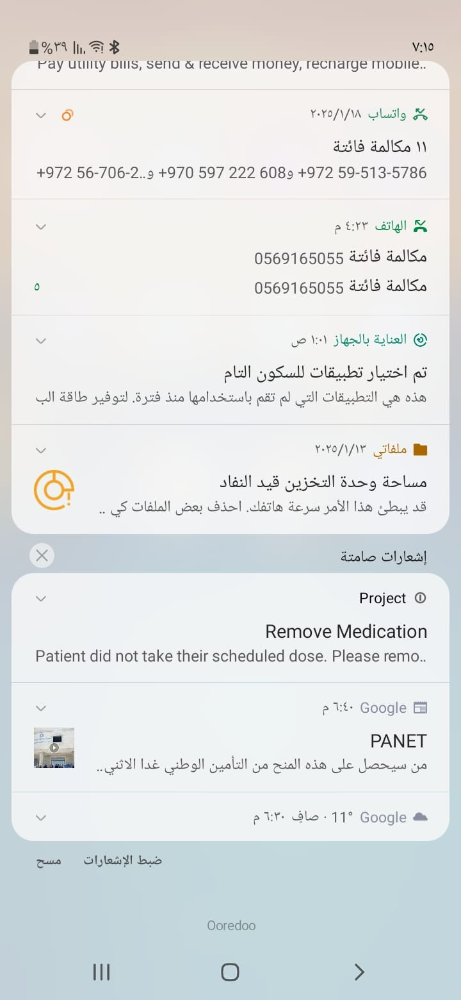 ٧:١٥ %٣٩
Pay utility bills, send & receive money, recharge mobile..
واتساب ٢٠٢٥/١/١٨
١١ مكالمة فائتة
+972 59-513-5786 و+970 597 222 608 و..+972 56-706-2
الهاتف ٤:٢٣ م
مكالمة فائتة 0569165055
مكالمة فائتة 0569165055
٥
العناية بالجهاز ١:٠١ ص
تم اختيار تطبيقات للسكون التام
هذه هي التطبيقات التي لم تقم باستخدامها منذ فترة. لتوفير طاقة الب
ملفاتي ٢٠٢٥/١/١٣
مساحة وحدة التخزين قيد النفاد
قد يبطئ هذا الأمر سرعة هاتفك. احذف بعض الملفات كي ..
إشعارات صامتة
Project
Remove Medication
Patient did not take their scheduled dose. Please remo..
Google ٦:٤٠ م
PANET
من سيحصل على هذه المنح من التأمين الوطني غدا الاثني..
Google 11° · صافٍ ٦:٣٠ م
ضبط الإشعارات مسح
Ooredoo